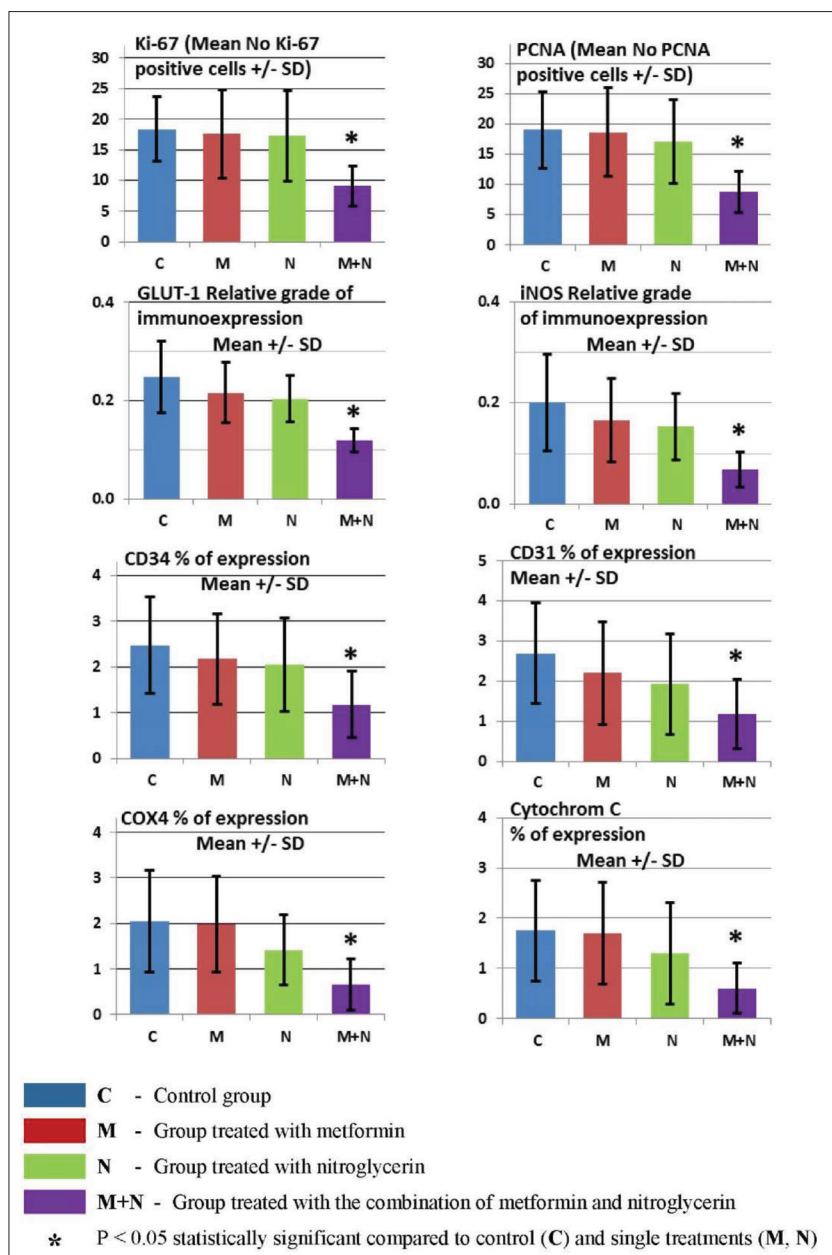 Ki-67 (Mean No Ki-67
positive cells +/- SD)
30
25
20
15
10
5
0
*
C M N M+N
PCNA (Mean No PCNA
positive cells +/- SD)
30
25
20
15
10
5
0
*
C M N M+N
GLUT-1 Relative grade of
immunoexpression
Mean +/- SD
0.4
0.2
0.0
*
C M N M+N
iNOS Relative grade
of immunoexpression
Mean +/- SD
0.4
0.2
0.0
*
C M N M+N
CD34 % of expression
Mean +/- SD
4
3
2
1
0
*
C M N M+N
CD31 % of expression
Mean +/- SD
5
4
3
2
1
0
*
C M N M+N
COX4 % of expression
Mean +/- SD
4
3
2
1
0
*
C M N M+N
Cytochrom C
% of expression
Mean +/- SD
4
3
2
1
0
*
C M N M+N
C - Control group
M - Group treated with metformin
N - Group treated with nitroglycerin
M+N - Group treated with the combination of metformin and nitroglycerin
* P < 0.05 statistically significant compared to control (C) and single treatments (M, N)